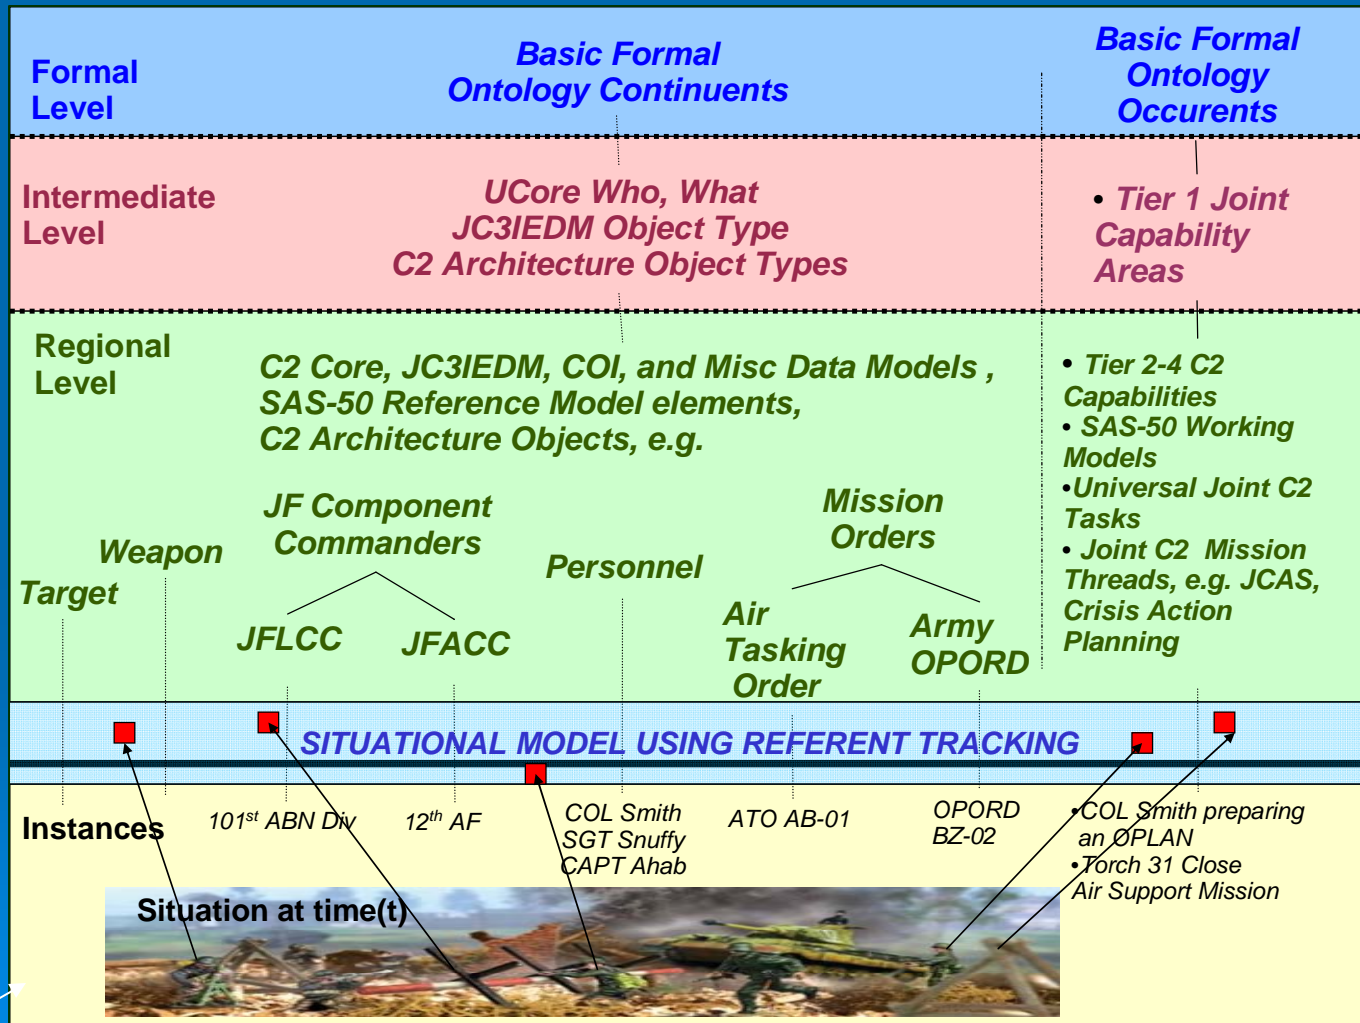 Formal
Level
Basic Formal
Ontology Continuents
Basic Formal
Ontology
Occurents
Intermediate
Level
UCore Who, What
JC3IEDM Object Type
C2 Architecture Object Types
• Tier 1 Joint
Capability
Areas
Regional
Level
C2 Core, JC3IEDM, COI, and Misc Data Models ,
SAS-50 Reference Model elements,
C2 Architecture Objects, e.g.
Target
Weapon
JF Component
Commanders
JFLCC
JFACC
Personnel
Mission
Orders
Air
Tasking
Order
Army
OPORD
• Tier 2-4 C2
Capabilities
• SAS-50 Working
Models
•Universal Joint C2
Tasks
• Joint C2 Mission
Threads, e.g. JCAS,
Crisis Action
Planning
SITUATIONAL MODEL USING REFERENT TRACKING
Instances
101st ABN Div
12th AF
COL Smith
SGT Snuffy
CAPT Ahab
ATO AB-01
OPORD
BZ-02
•COL Smith preparing
an OPLAN
•Torch 31 Close
Air Support Mission
Situation at time(t)